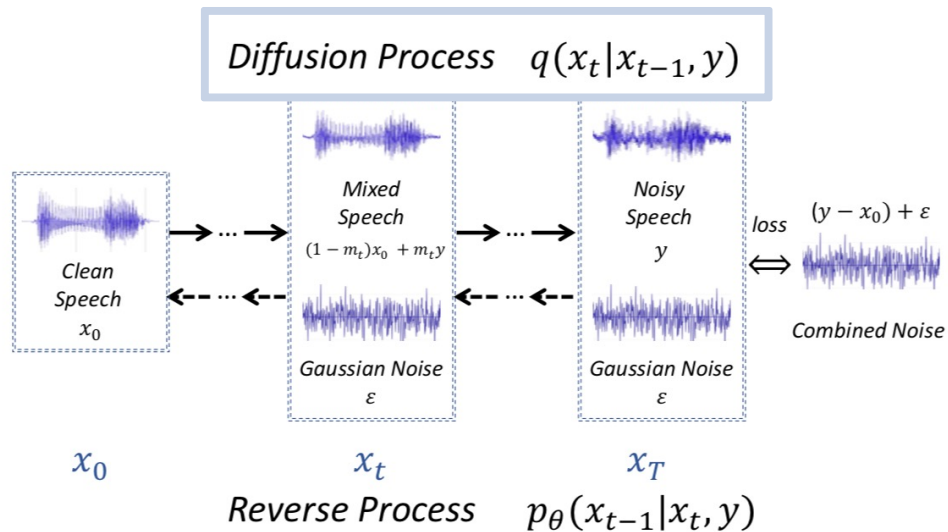 Diffusion Process q(x_t|x_{t-1}, y)
Clean
Speech
x_0
...
...
Mixed
Speech
(1 − m_t)x_0 + m_t y
Gaussian Noise
ε
...
...
Noisy
Speech
y
Gaussian Noise
ε
loss
(y − x_0) + ε
Combined Noise
x_0
x_t
x_T
Reverse Process p_θ(x_{t-1}|x_t, y)